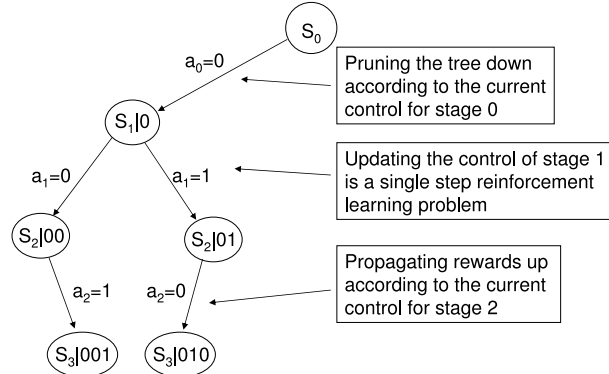 S₀
a₀=0
Pruning the tree down
according to the current
control for stage 0
S₁|0
a₁=0
a₁=1
Updating the control of stage 1
is a single step reinforcement
learning problem
S₂|00
S₂|01
a₂=1
a₂=0
Propagating rewards up
according to the current
control for stage 2
S₃|001
S₃|010